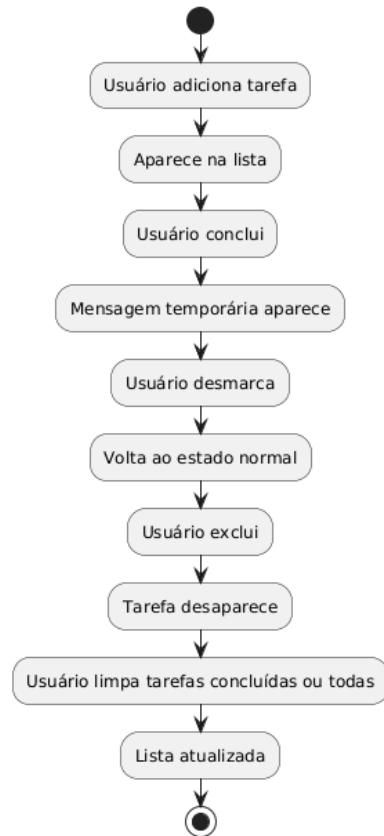 Usuário adiciona tarefa
Aparece na lista
Usuário conclui
Mensagem temporária aparece
Usuário desmarca
Volta ao estado normal
Usuário exclui
Tarefa desaparece
Usuário limpa tarefas concluídas ou todas
Lista atualizada